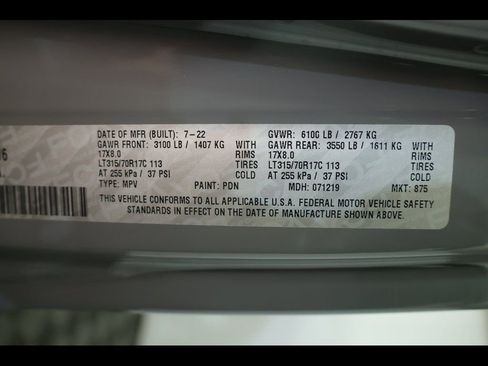 DATE OF MFR (BUILT): 7-22 GVWR: 6100 LB / 2767 KG
GAWR FRONT: 3100 LB / 1407 KG WITH GAWR REAR: 3550 LB / 1611 KG WITH
17X8.0 RIMS 17X8.0 RIMS
LT315/70R17C 113 TIRES LT315/70R17C 113 TIRES
AT 255 kPa / 37 PSI COLD AT 255 kPa / 37 PSI COLD
TYPE: MPV PAINT: PDN MDH: 071219 MKT: 875
THIS VEHICLE CONFORMS TO ALL APPLICABLE U.S.A. FEDERAL MOTOR VEHICLE SAFETY
STANDARDS IN EFFECT ON THE DATE OF MANUFACTURE SHOWN ABOVE.